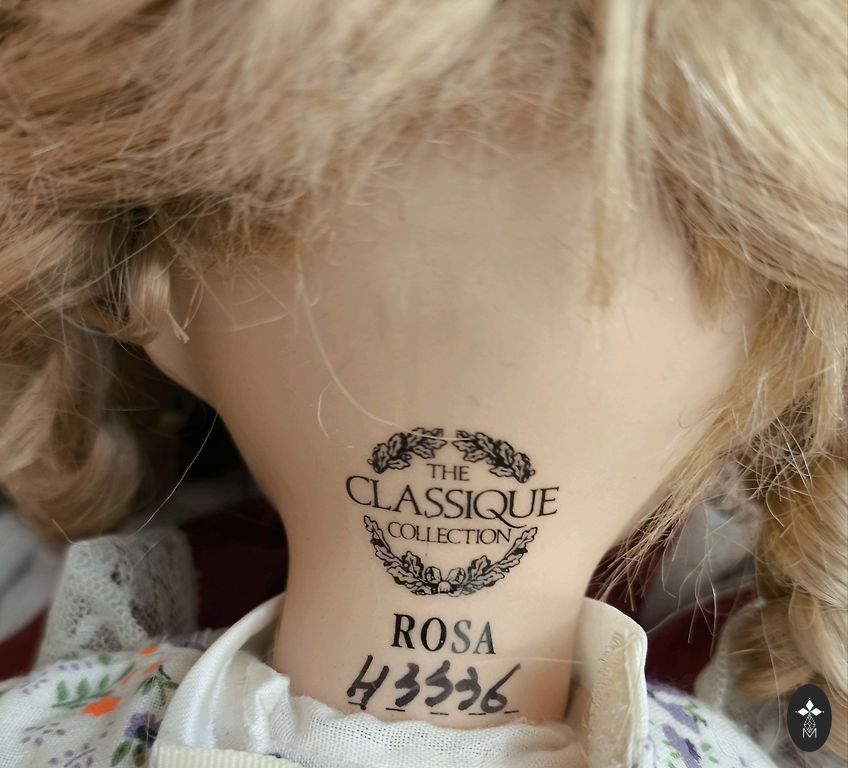 THE
CLASSIQUE
COLLECTION
ROSA
H3336
M